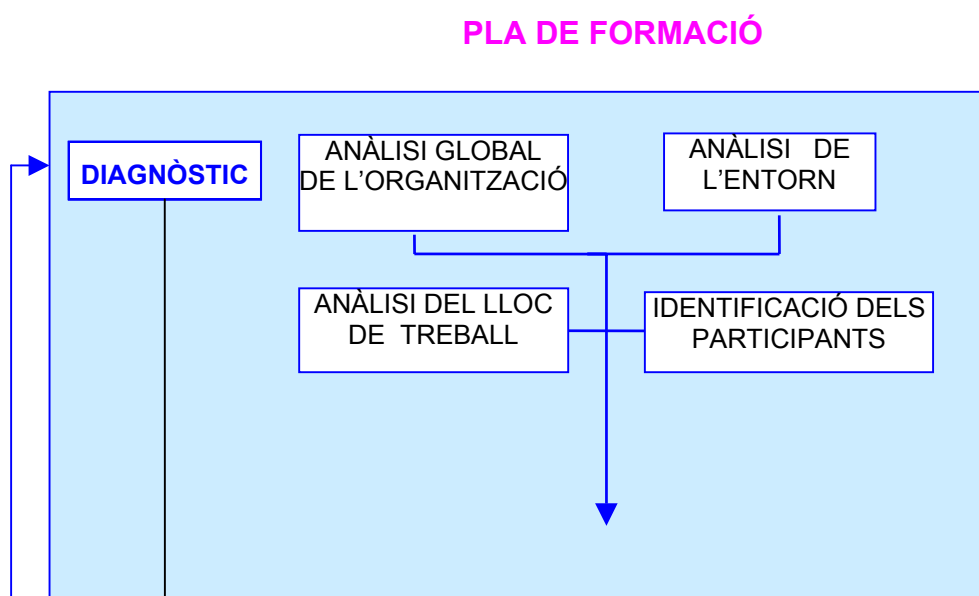 PLA DE FORMACIÓ
DIAGNÒSTIC
ANÀLISI GLOBAL
DE L’ORGANITZACIÓ
ANÀLISI DE
L’ENTORN
ANÀLISI DEL LLOC
DE TREBALL
IDENTIFICACIÓ DELS
PARTICIPANTS